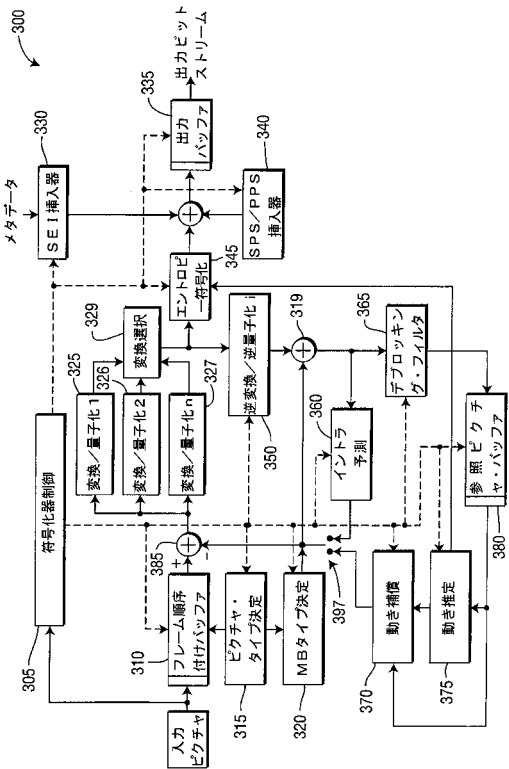 300
メタデータ
330
SEI挿入器
335
出力
バッファ
出力ビット
ストリーム
340
SPS/PPS
挿入器
345
エントロピ
ー符号化
305
符号化器制御
325
変換/量子化1
326
変換/量子化2
327
変換/量子化n
329
変換選択
350
逆変換/逆量子化i
319
365
デブロッキン
グ・フィルタ
360
イントラ
予測
385
+
-
入力
ピクチャ
310
フレーム順序
付けバッファ
315
ピクチャ・
タイプ決定
320
MBタイプ決定
397
370
動き補償
375
動き推定
380
参照ピクチ
ャ・バッファ